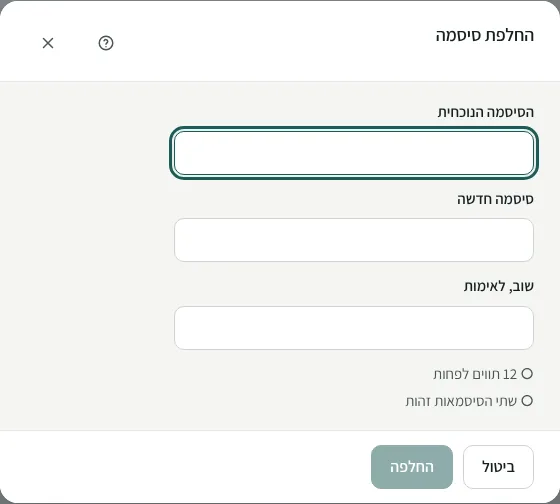 החלפת סיסמה
הסיסמה הנוכחית
סיסמה חדשה
שוב, לאימות
12 תווים לפחות
שתי הסיסמאות זהות
ביטול
החלפה